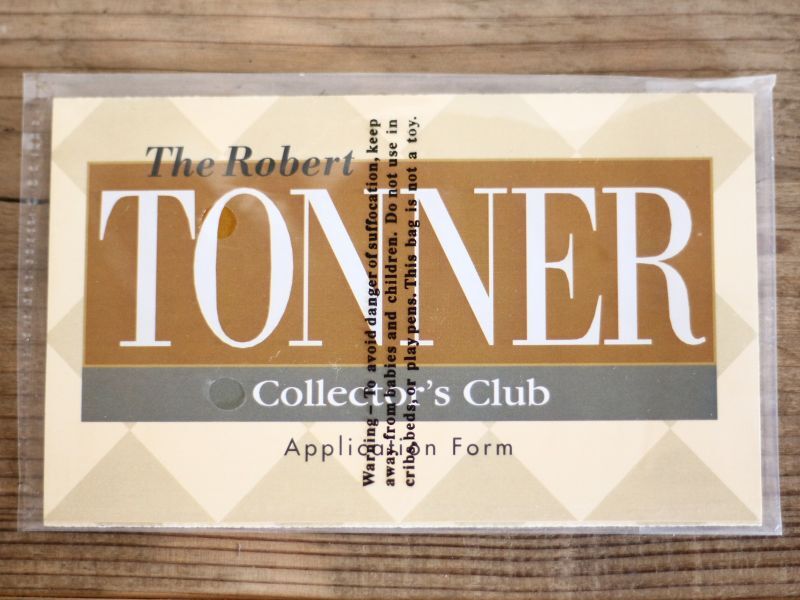 The Robert
TONNER
Collector's Club
Application Form
Warning – To avoid danger of suffocation, keep
away from babies and children. Do not use in
cribs, beds, or play pens. This bag is not a toy.